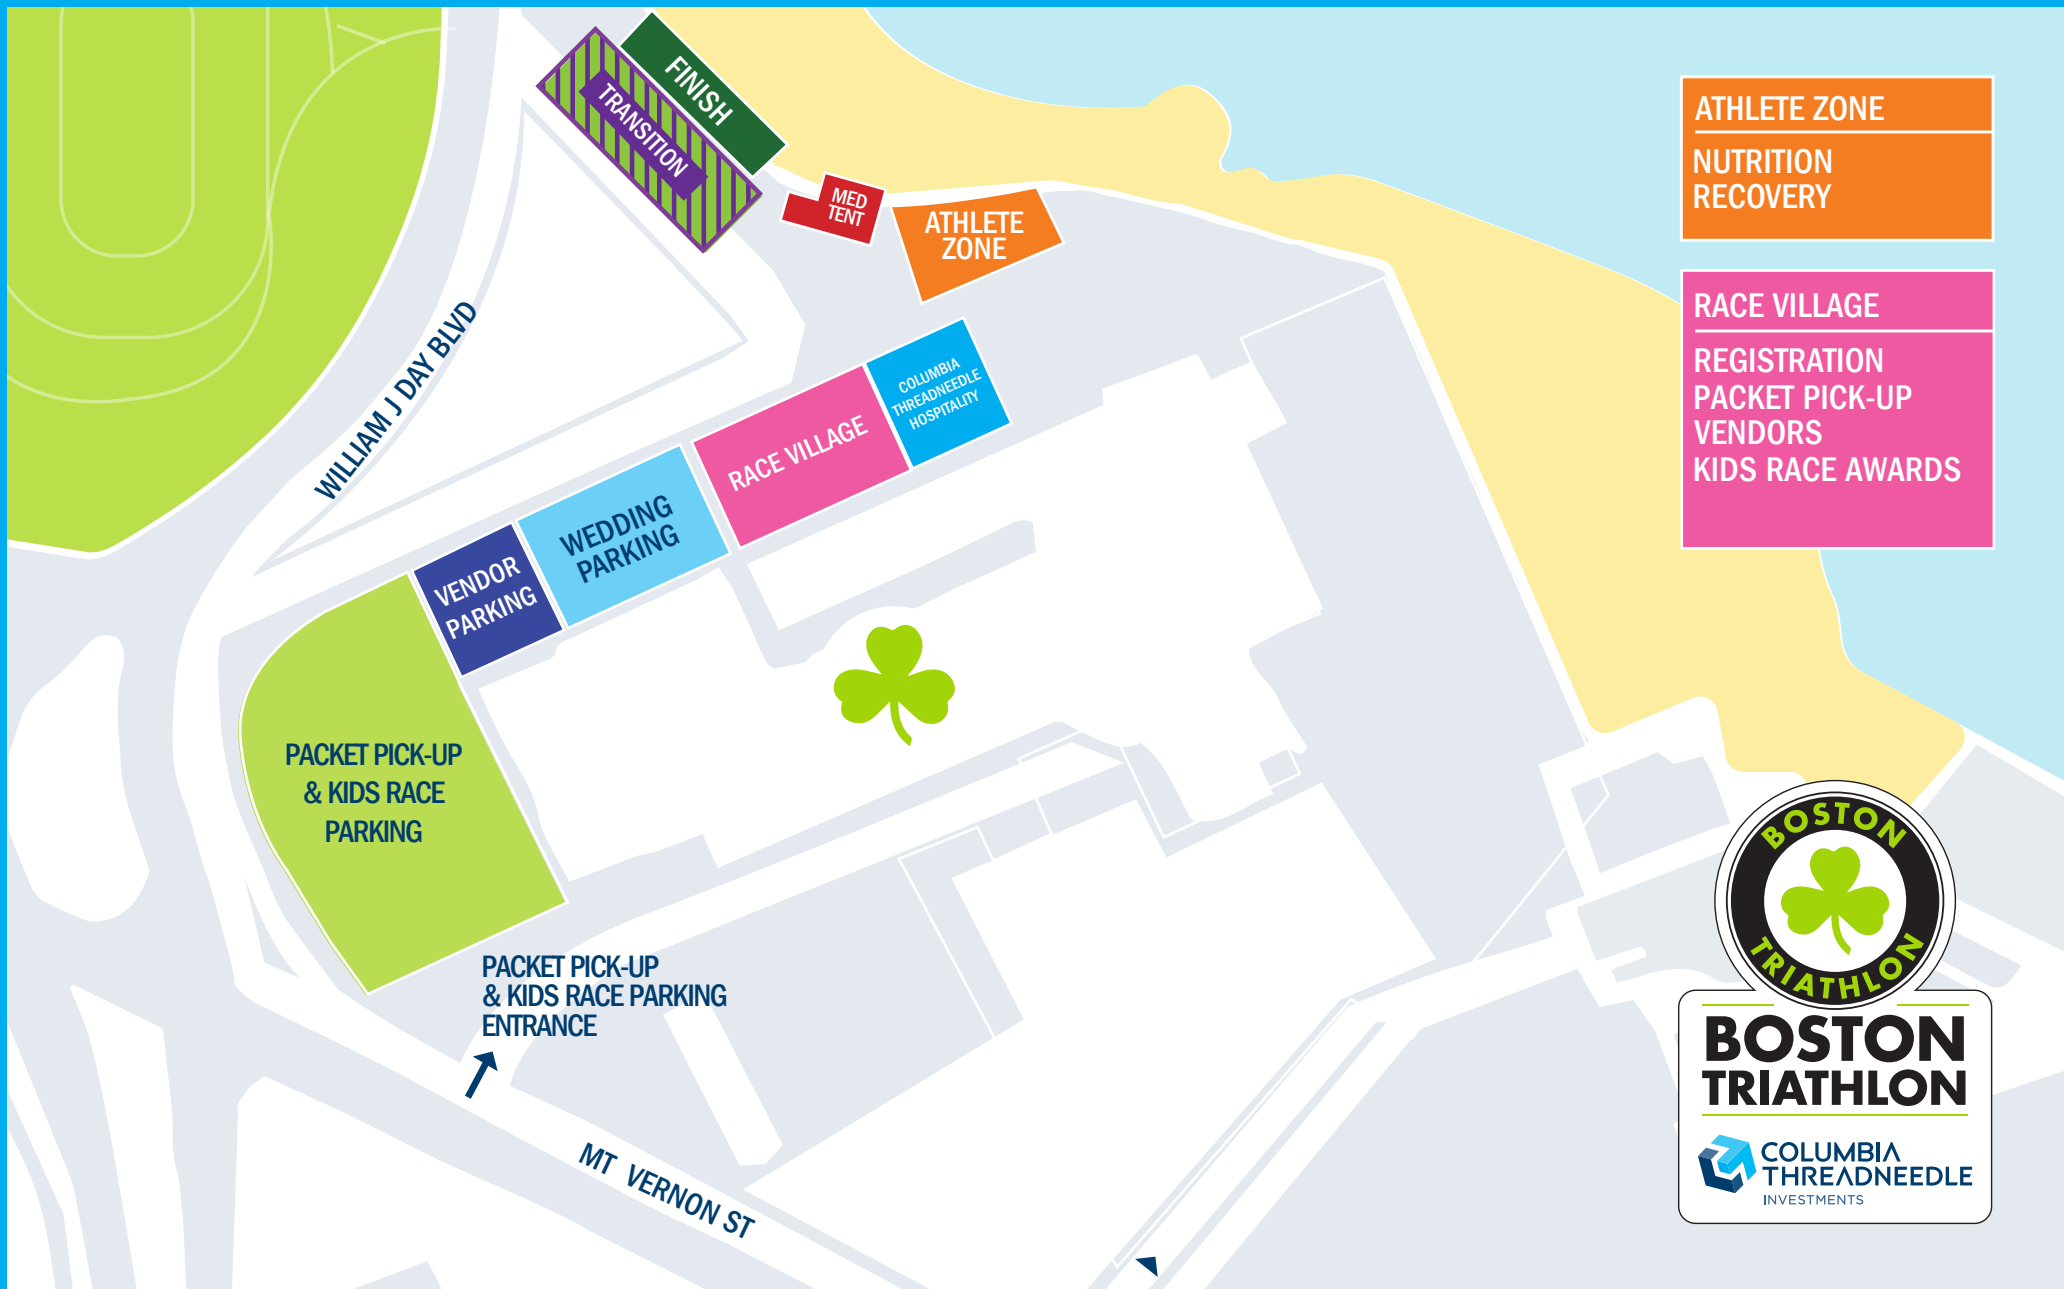 FINISH
TRANSITION
MED
TENT
ATHLETE
ZONE
ATHLETE ZONE
NUTRITION
RECOVERY
RACE VILLAGE
REGISTRATION
PACKET PICK-UP
VENDORS
KIDS RACE AWARDS
WILLIAM J DAY BLVD
COLUMBIA
THREADNEEDLE
HOSPITALITY
RACE VILLAGE
WEDDING
PARKING
VENDOR
PARKING
PACKET PICK-UP
& KIDS RACE
PARKING
PACKET PICK-UP
& KIDS RACE PARKING
ENTRANCE
MT VERNON ST
BOSTON
TRIATHLON
BOSTON
TRIATHLON
COLUMBIA
THREADNEEDLE
INVESTMENTS